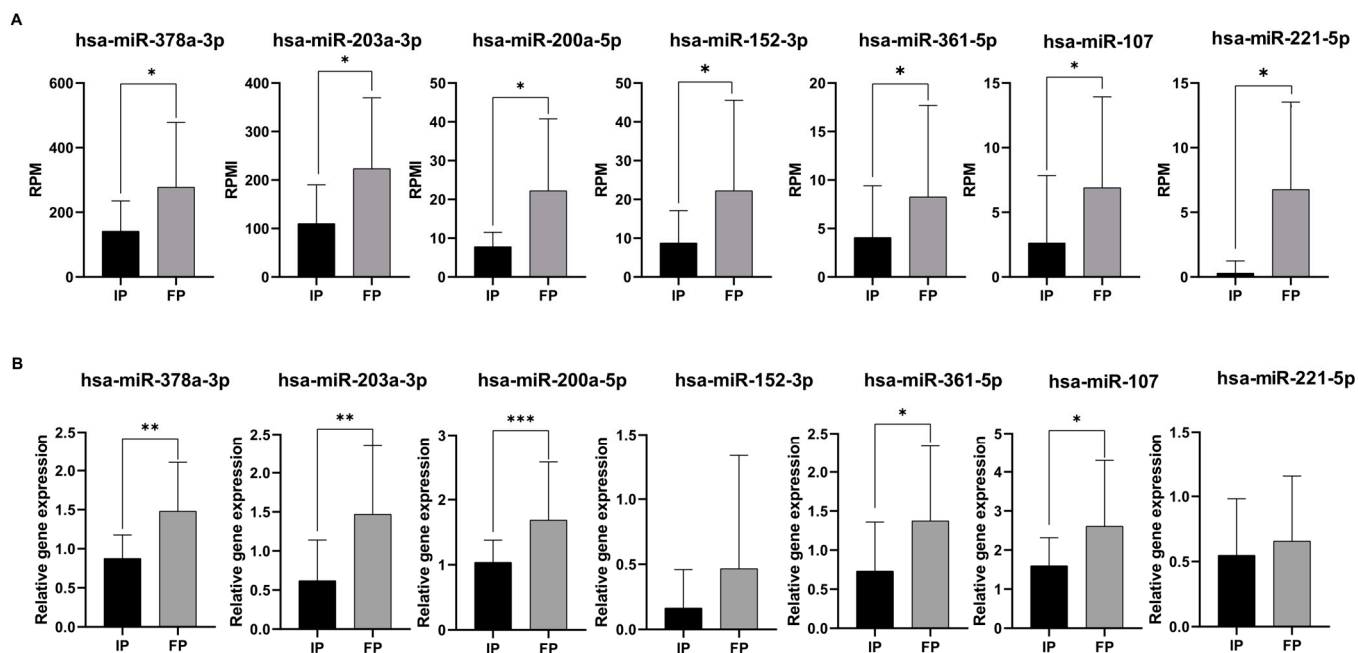 A
hsa-miR-378a-3p
*
600
400
200
0
RPM
IP FP
hsa-miR-203a-3p
*
400
300
200
100
0
RPMI
IP FP
hsa-miR-200a-5p
*
50
40
30
20
10
0
RPMI
IP FP
hsa-miR-152-3p
*
50
40
30
20
10
0
RPM
IP FP
hsa-miR-361-5p
*
20
15
10
5
0
RPM
IP FP
hsa-miR-107
*
15
10
5
0
RPM
IP FP
hsa-miR-221-5p
*
15
10
5
0
RPM
IP FP
B
hsa-miR-378a-3p
**
2.5
2.0
1.5
1.0
0.5
0.0
Relative gene expression
IP FP
hsa-miR-203a-3p
**
2.5
2.0
1.5
1.0
0.5
0.0
Relative gene expression
IP FP
hsa-miR-200a-5p
***
3
2
1
0
Relative gene expression
IP FP
hsa-miR-152-3p
1.5
1.0
0.5
0.0
Relative gene expression
IP FP
hsa-miR-361-5p
*
2.5
2.0
1.5
1.0
0.5
0.0
Relative gene expression
IP FP
hsa-miR-107
*
5
4
3
2
1
0
Relative gene expression
IP FP
hsa-miR-221-5p
1.5
1.0
0.5
0.0
Relative gene expression
IP FP